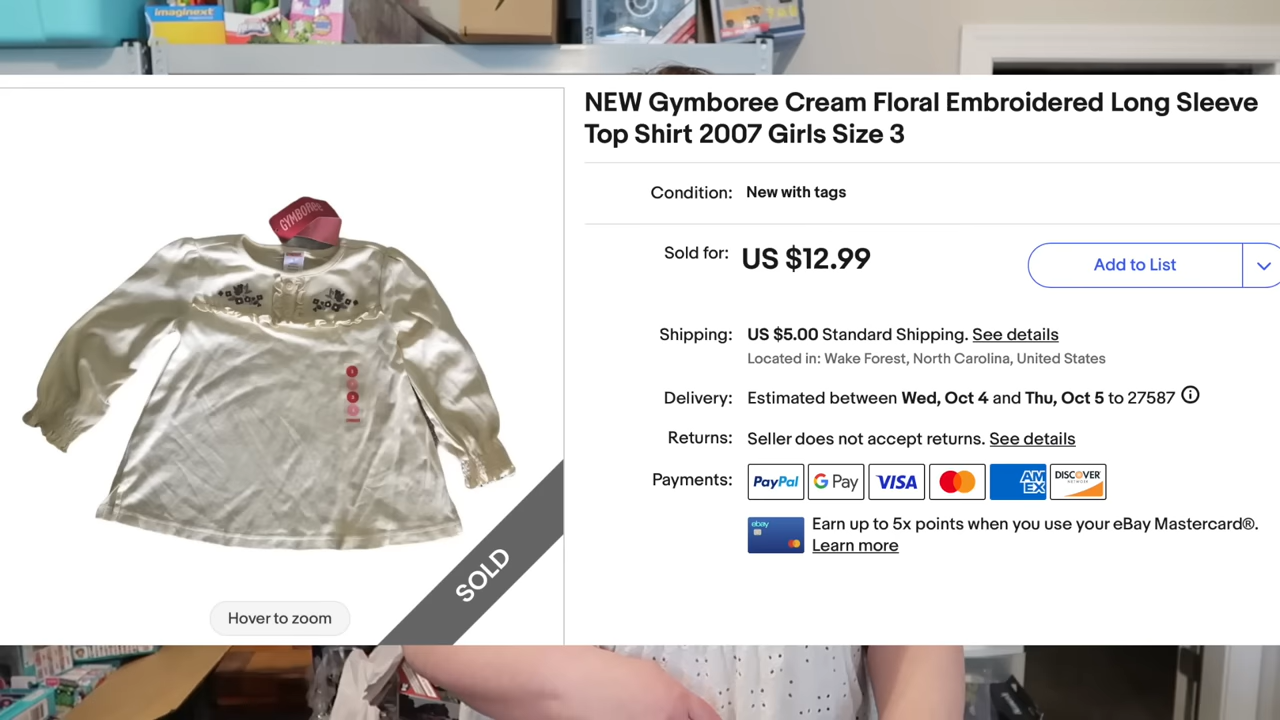 imaginext
NEW Gymboree Cream Floral Embroidered Long Sleeve
Top Shirt 2007 Girls Size 3
Condition: New with tags
Sold for: US $12.99
Add to List
Shipping: US $5.00 Standard Shipping. See details
Located in: Wake Forest, North Carolina, United States
Delivery: Estimated between Wed, Oct 4 and Thu, Oct 5 to 27587
Returns: Seller does not accept returns. See details
Payments: PayPal G Pay VISA AM EX DISCOVER NETWORK
ebay
Earn up to 5x points when you use your eBay Mastercard®.
Learn more
GYMBOREE
3
SOLD
Hover to zoom